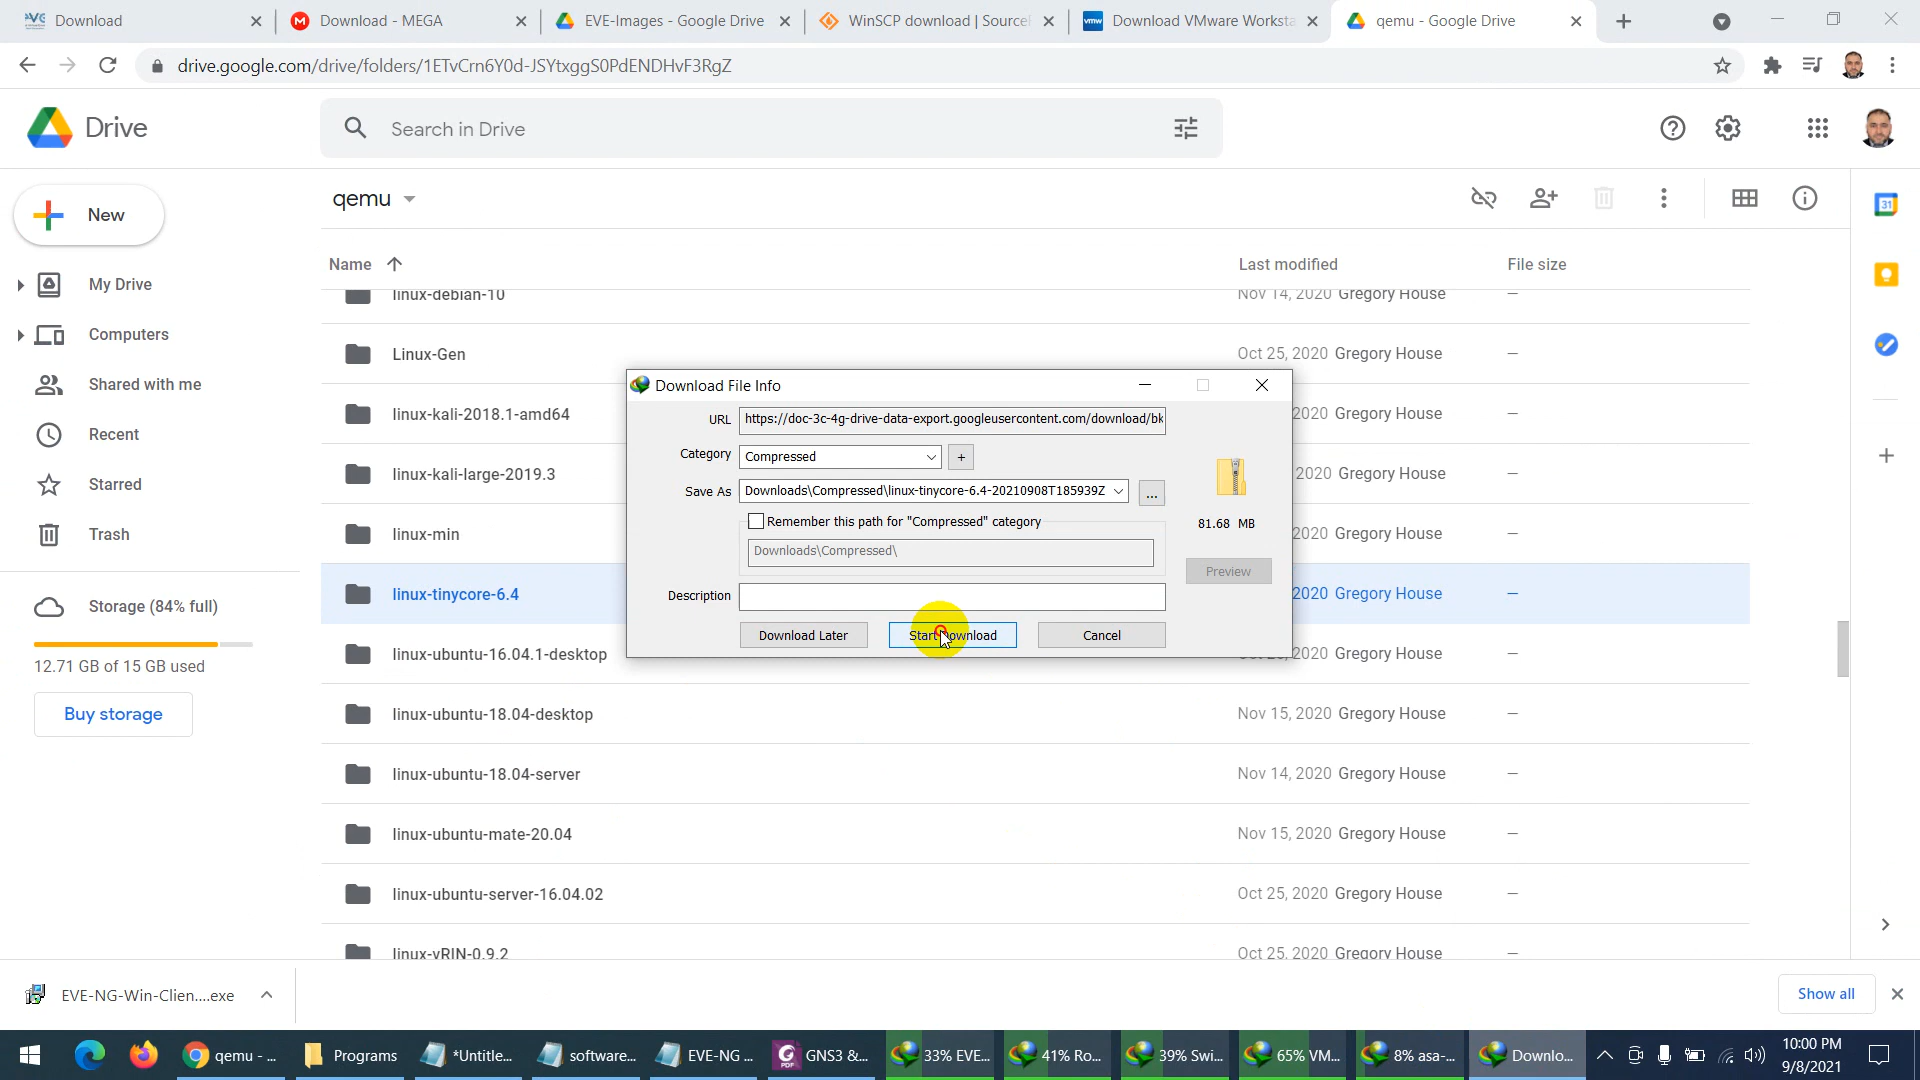 Download
Download - MEGA
EVE-Images - Google Drive
WinSCP download | Source
Download VMware Worksta
qemu - Google Drive
drive.google.com/drive/folders/1ETvCrn6Y0d-JSYtxggS0PdENDHvF3RgZ
Drive
Search in Drive
New
qemu
Name
Last modified
File size
My Drive
Computers
Shared with me
Recent
Starred
Trash
Storage (84% full)
12.71 GB of 15 GB used
Buy storage
linux-debian-10
Nov 14, 2020 Gregory House
Linux-Gen
Oct 25, 2020 Gregory House
linux-kali-2018.1-amd64
2020 Gregory House
linux-kali-large-2019.3
2020 Gregory House
linux-min
2020 Gregory House
linux-tinycore-6.4
2020 Gregory House
linux-ubuntu-16.04.1-desktop
2020 Gregory House
linux-ubuntu-18.04-desktop
Nov 15, 2020 Gregory House
linux-ubuntu-18.04-server
Nov 14, 2020 Gregory House
linux-ubuntu-mate-20.04
Nov 15, 2020 Gregory House
linux-ubuntu-server-16.04.02
Oct 25, 2020 Gregory House
linux-vRIN-0.9.2
Oct 25, 2020 Gregory House
Download File Info
URL
https://doc-3c-4g-drive-data-export.googleusercontent.com/download/bk
Category
Compressed
+
Save As
Downloads\Compressed\linux-tinycore-6.4-20210908T185939Z
...
Remember this path for "Compressed" category
Downloads\Compressed\
81.68 MB
Preview
Description
Download Later
Start Download
Cancel
31
EVE-NG-Win-Clien....exe
Show all
qemu - ...
Programs
*Untitle...
software...
EVE-NG ...
GNS3 &...
33% EVE...
41% Ro...
39% Swi...
65% VM...
8% asa-...
Downlo...
10:00 PM
9/8/2021